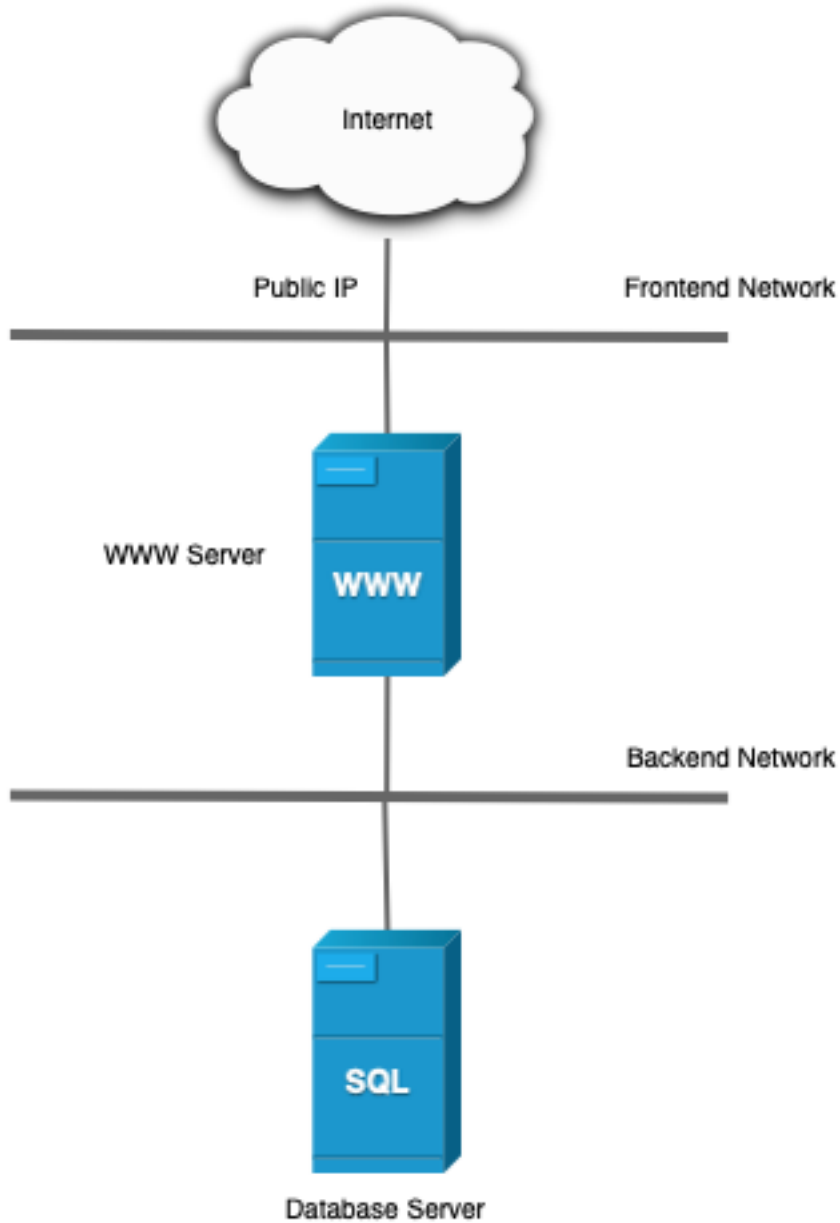 Internet
Public IP
Frontend Network
WWW Server
WWW
Backend Network
SQL
Database Server